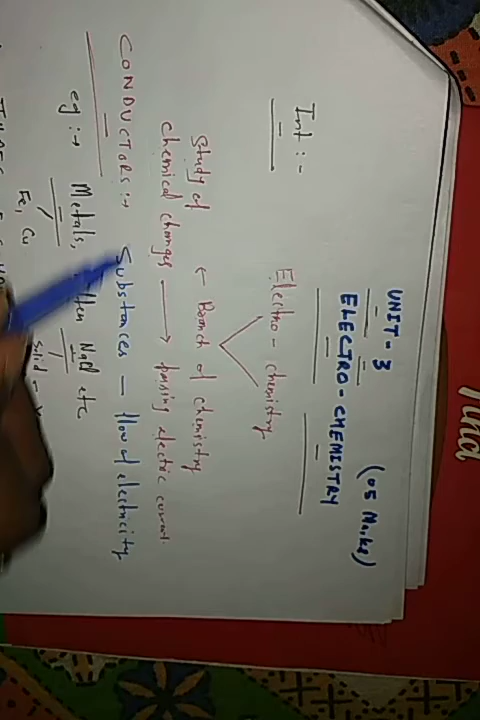 UNIT - 3
(05 Marks)
ELECTRO - CHEMISTRY
Int :-
Electro - chemistry
← Branch of chemistry
Study of
chemical changes → passing electric current.
CONDUCTORS :→ Substances – flow of electricity
eg :→ Metals, NaCl etc
Fe, Cu solid -